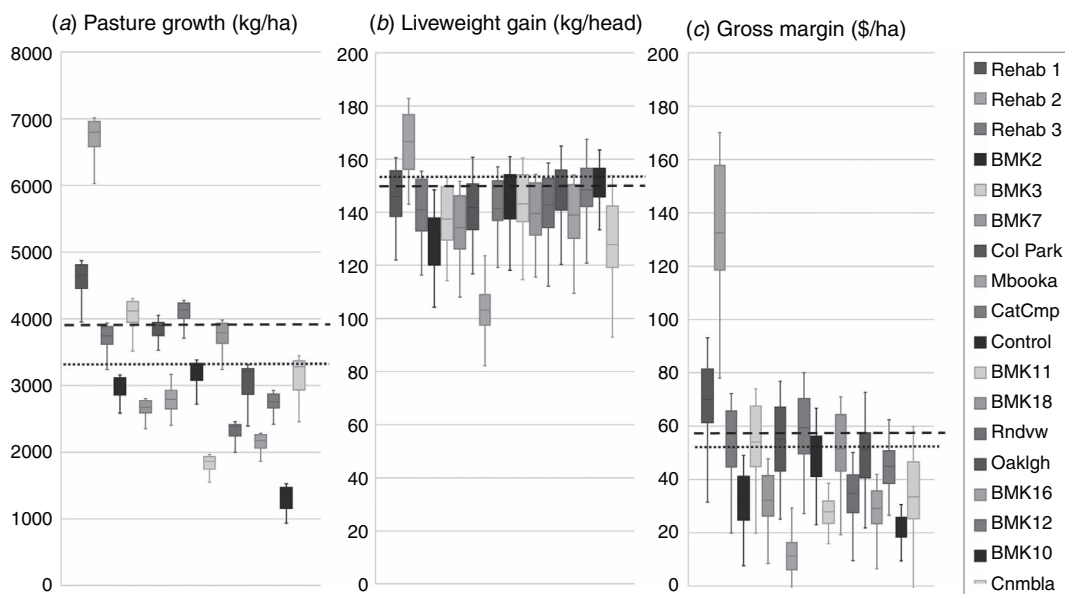 (a) Pasture growth (kg/ha)
8000
7000
6000
5000
4000
3000
2000
1000
0
(b) Liveweight gain (kg/head)
200
180
160
140
120
100
80
60
40
20
0
(c) Gross margin ($/ha)
200
180
160
140
120
100
80
60
40
20
0
Rehab 1
Rehab 2
Rehab 3
BMK2
BMK3
BMK7
Col Park
Mbooka
CatCmp
Control
BMK11
BMK18
Rndvw
Oaklgh
BMK16
BMK12
BMK10
Cnmbla